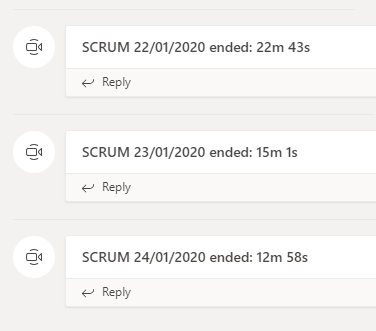 SCRUM 22/01/2020 ended: 22m 43s
Reply
SCRUM 23/01/2020 ended: 15m 1s
Reply
SCRUM 24/01/2020 ended: 12m 58s
Reply